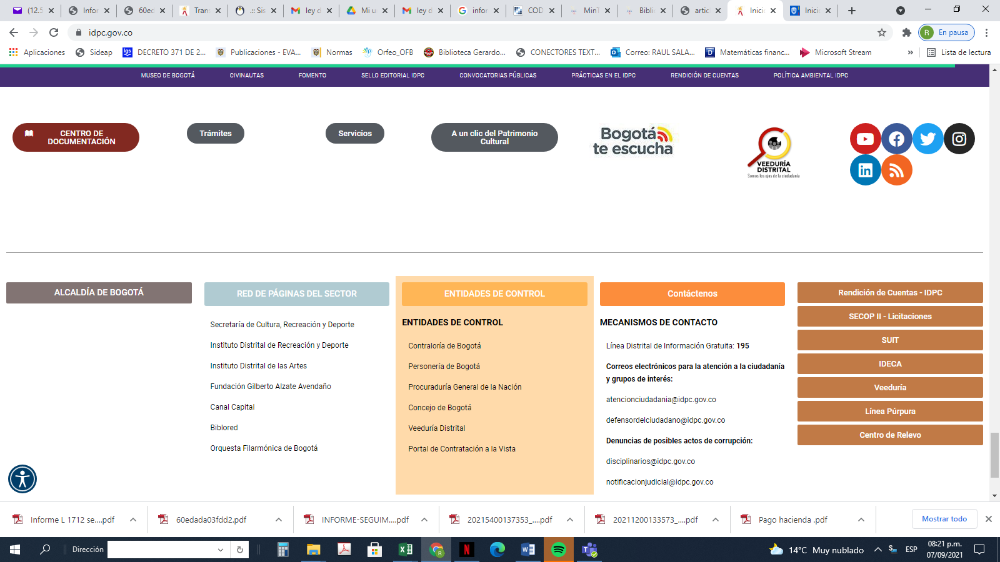 (12.5
Infor
60ed
Trans
.:: Sis
ley d
Mi u
ley d
infor
COD
MinT
Biblio
artic
Inicio
Inicio
idpc.gov.co
R
En pausa
Aplicaciones
Sideap
lgs
DECRETO 371 DE 2...
Publicaciones - EVA...
Normas
Orfeo_OFB
Biblioteca Gerardo...
CONECTORES TEXT...
Correo: RAUL SALA...
Matemáticas financ...
Microsoft Stream
»
Lista de lectura
MUSEO DE BOGOTÁ
CIVINAUTAS
FOMENTO
SELLO EDITORIAL IDPC
CONVOCATORIAS PÚBLICAS
PRÁCTICAS EN EL IDPC
RENDICIÓN DE CUENTAS
POLÍTICA AMBIENTAL IDPC
CENTRO DE
DOCUMENTACIÓN
Trámites
Servicios
A un clic del Patrimonio
Cultural
Bogotá
te escucha
VEEDURÍA
DISTRITAL
Somos los ojos de la ciudadanía
ALCALDÍA DE BOGOTÁ
RED DE PÁGINAS DEL SECTOR
Secretaría de Cultura, Recreación y Deporte
Instituto Distrital de Recreación y Deporte
Instituto Distrital de las Artes
Fundación Gilberto Alzate Avendaño
Canal Capital
Biblored
Orquesta Filarmónica de Bogotá
ENTIDADES DE CONTROL
ENTIDADES DE CONTROL
Contraloría de Bogotá
Personería de Bogotá
Procuraduría General de la Nación
Concejo de Bogotá
Veeduría Distrital
Portal de Contratación a la Vista
Contáctenos
MECANISMOS DE CONTACTO
Línea Distrital de Información Gratuita: 195
Correos electrónicos para la atención a la ciudadanía
y grupos de interés:
atencionciudadania@idpc.gov.co
defensordelciudadano@idpc.gov.co
Denuncias de posibles actos de corrupción:
disciplinarios@idpc.gov.co
notificacionjudicial@idpc.gov.co
Rendición de Cuentas - IDPC
SECOP II - Licitaciones
SUIT
IDECA
Veeduría
Línea Púrpura
Centro de Relevo
Informe L 1712 se....pdf
60edada03fdd2.pdf
INFORME-SEGUIM....pdf
20215400137353_....pdf
20211200133573_....pdf
Pago hacienda .pdf
Mostrar todo
Dirección
14°C Muy nublado
ESP
08:21 p.m.
07/09/2021